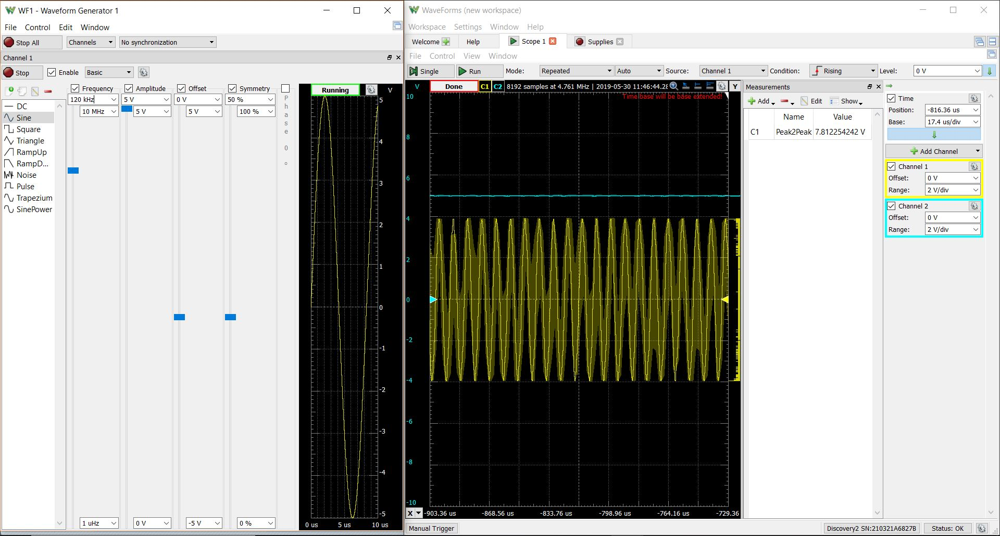 WF1 - Waveform Generator 1
File Control Edit Window
Stop All Channels No synchronization
Channel 1
Stop Enable Basic
Frequency Amplitude Offset Symmetry
120 kHz 5 V 0 V 50 %
10 MHz 5 V 5 V 100 %
Phase
0
°
DC
Sine
Square
Triangle
RampUp
RampD...
Noise
Pulse
Trapezium
SinePower
1 uHz 0 V -5 V 0 %
Running V
5
4
3
2
1
0
-1
-2
-3
-4
-5
0 us 5 us 10 us
WaveForms (new workspace)
Workspace Settings Window Help
Welcome Help Scope 1 Supplies
File Control View Window
Single Run Mode: Repeated Auto Source: Channel 1 Condition: Rising Level: 0 V
V Done C1 C2 8192 samples at 4.761 MHz | 2019-05-30 11:46:44.28 Y
Time base will be base extended!
10
8
6
4
2
0
-2
-4
-6
-8
-10
X -903.36 us -868.56 us -833.76 us -798.96 us -764.16 us -729.36
Measurements
Add Edit Show
Name Value
C1 Peak2Peak 7.812254242 V
Time
Position: -816.36 us
Base: 17.4 us/div
Add Channel
Channel 1
Offset: 0 V
Range: 2 V/div
Channel 2
Offset: 0 V
Range: 2 V/div
Manual Trigger Discovery2 SN:210321A6827B Status: OK